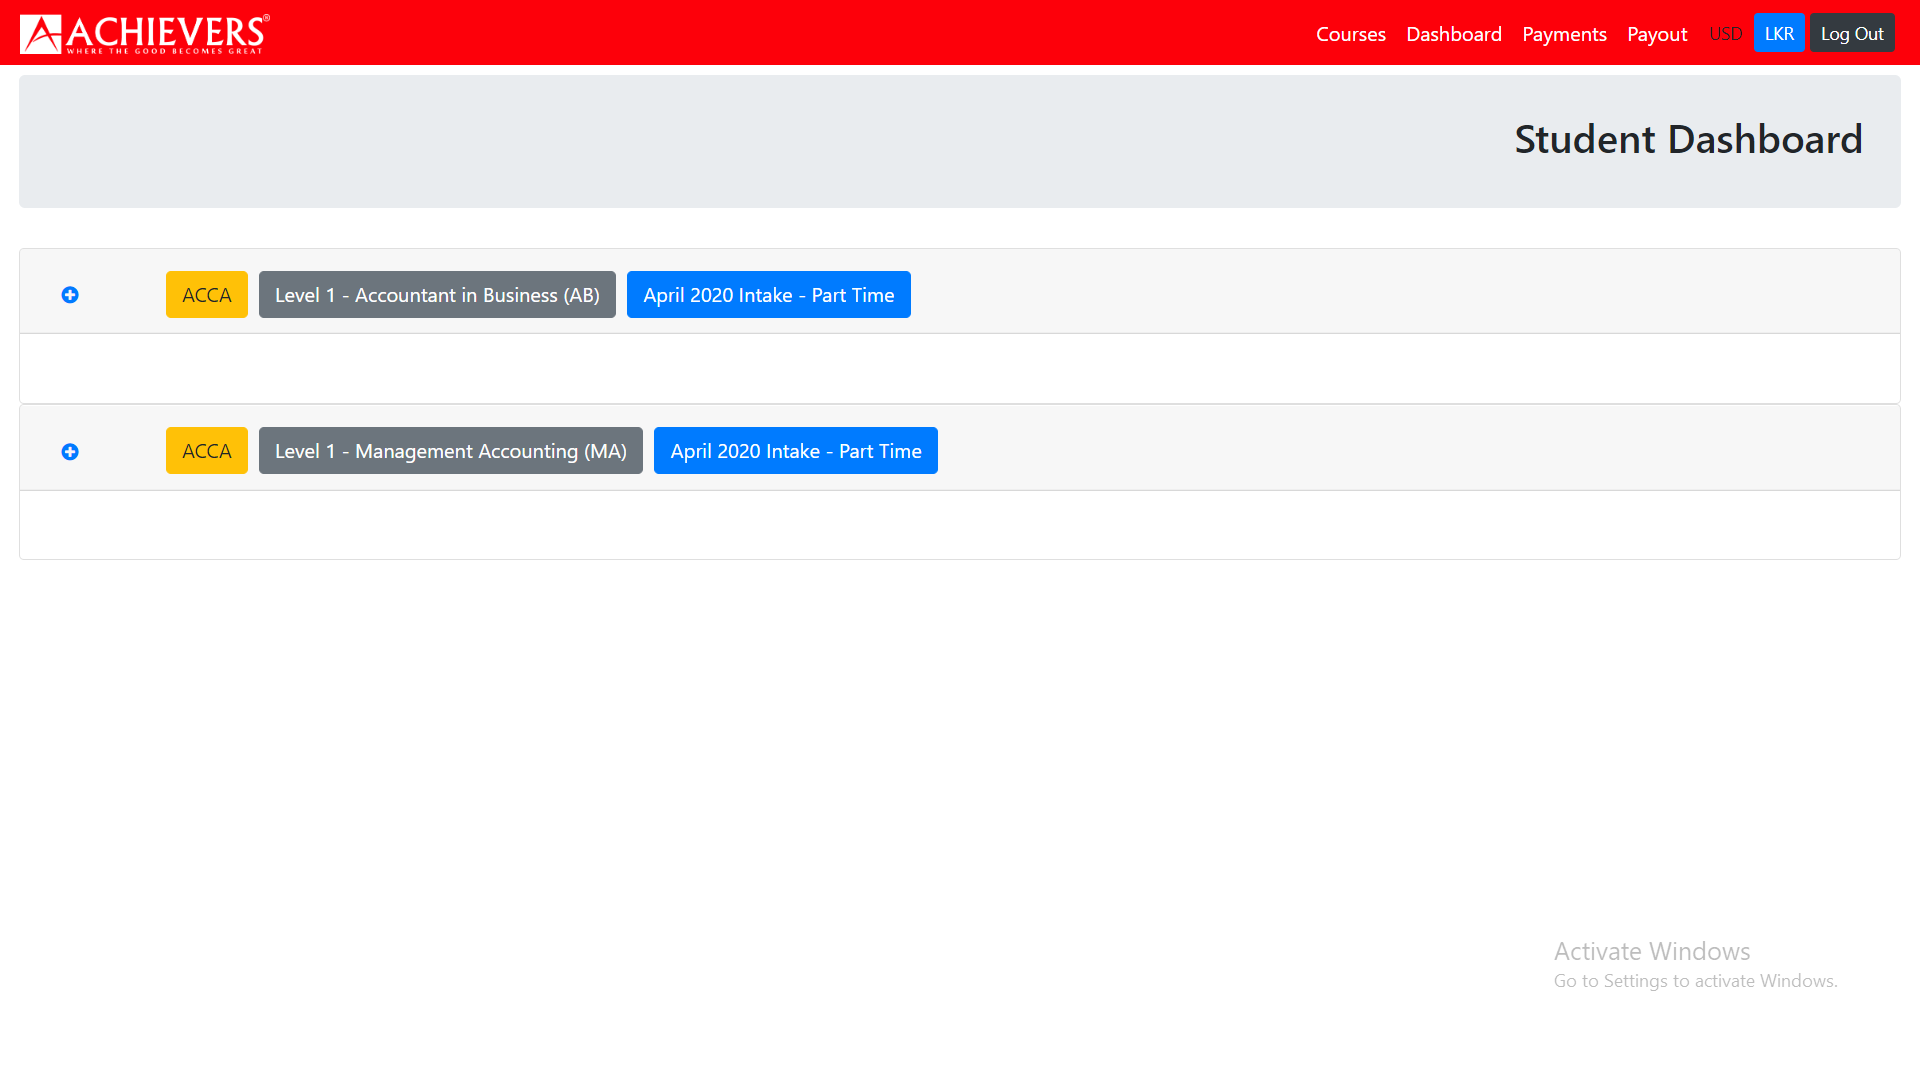 ACHIEVERS®
WHERE THE GOOD BECOMES GREAT
Courses Dashboard Payments Payout USD LKR Log Out
Student Dashboard
ACCA Level 1 - Accountant in Business (AB) April 2020 Intake - Part Time
ACCA Level 1 - Management Accounting (MA) April 2020 Intake - Part Time
Activate Windows
Go to Settings to activate Windows.